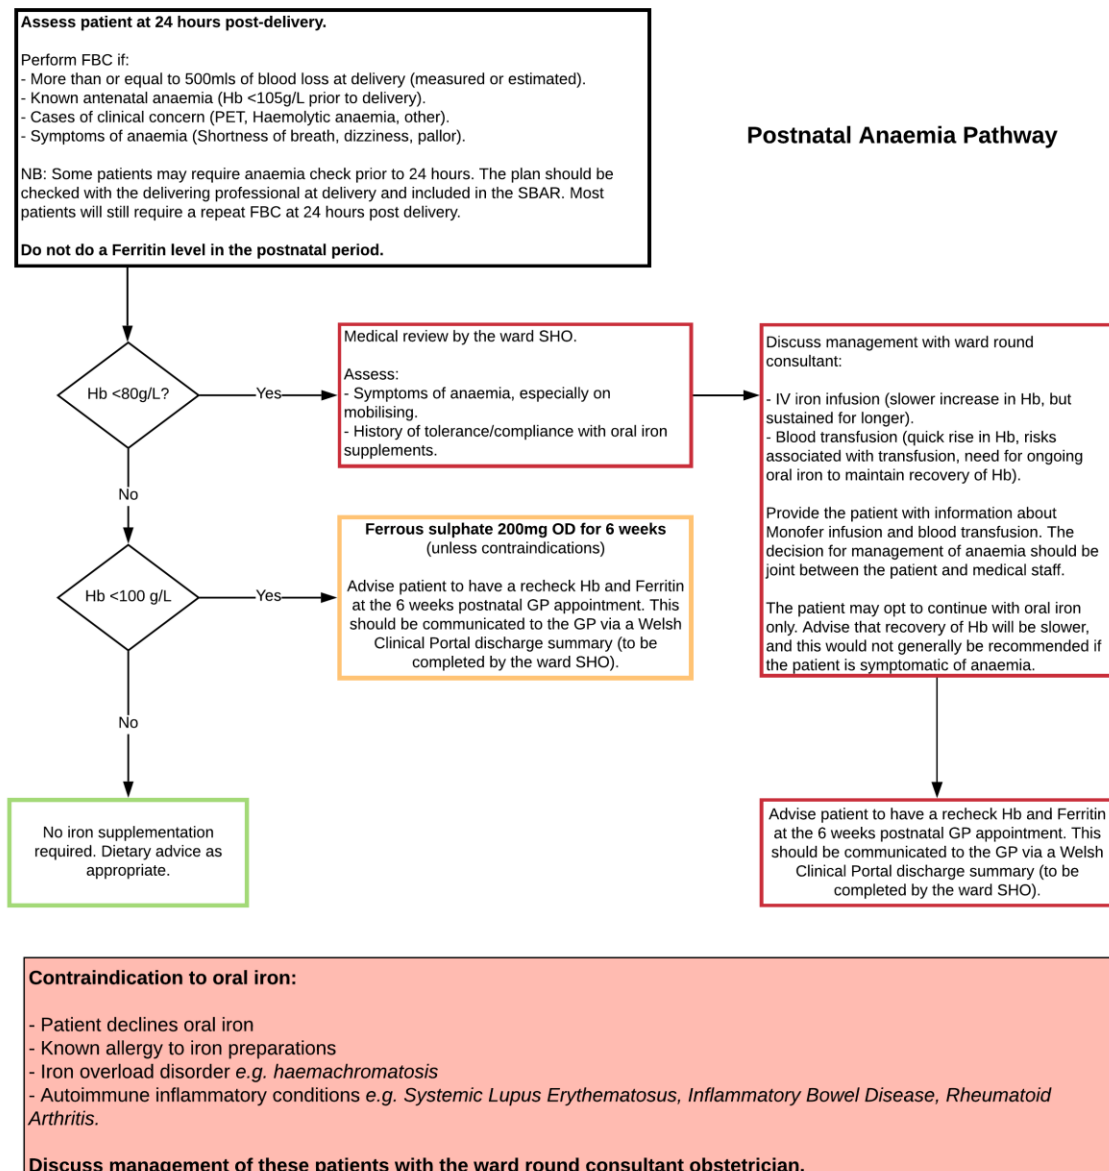 Assess patient at 24 hours post-delivery.
Perform FBC if:
- More than or equal to 500mls of blood loss at delivery (measured or estimated).
- Known antenatal anaemia (Hb <105g/L prior to delivery).
- Cases of clinical concern (PET, Haemolytic anaemia, other).
- Symptoms of anaemia (Shortness of breath, dizziness, pallor).
NB: Some patients may require anaemia check prior to 24 hours. The plan should be
checked with the delivering professional at delivery and included in the SBAR. Most
patients will still require a repeat FBC at 24 hours post delivery.
Do not do a Ferritin level in the postnatal period.
Postnatal Anaemia Pathway
Hb <80g/L?
Yes
Medical review by the ward SHO.
Assess:
- Symptoms of anaemia, especially on
mobilising.
- History of tolerance/compliance with oral iron
supplements.
Discuss management with ward round
consultant:
- IV iron infusion (slower increase in Hb, but
sustained for longer).
- Blood transfusion (quick rise in Hb, risks
associated with transfusion, need for ongoing
oral iron to maintain recovery of Hb).
Provide the patient with information about
Monofer infusion and blood transfusion. The
decision for management of anaemia should be
joint between the patient and medical staff.
The patient may opt to continue with oral iron
only. Advise that recovery of Hb will be slower,
and this would not generally be recommended if
the patient is symptomatic of anaemia.
No
Hb <100 g/L
Yes
Ferrous sulphate 200mg OD for 6 weeks
(unless contraindications)
Advise patient to have a recheck Hb and Ferritin
at the 6 weeks postnatal GP appointment. This
should be communicated to the GP via a Welsh
Clinical Portal discharge summary (to be
completed by the ward SHO).
No
No iron supplementation
required. Dietary advice as
appropriate.
Advise patient to have a recheck Hb and Ferritin
at the 6 weeks postnatal GP appointment. This
should be communicated to the GP via a Welsh
Clinical Portal discharge summary (to be
completed by the ward SHO).
Contraindication to oral iron:
- Patient declines oral iron
- Known allergy to iron preparations
- Iron overload disorder e.g. haemachromatosis
- Autoimmune inflammatory conditions e.g. Systemic Lupus Erythematosus, Inflammatory Bowel Disease, Rheumatoid
Arthritis.
Discuss management of these patients with the ward round consultant obstetrician.